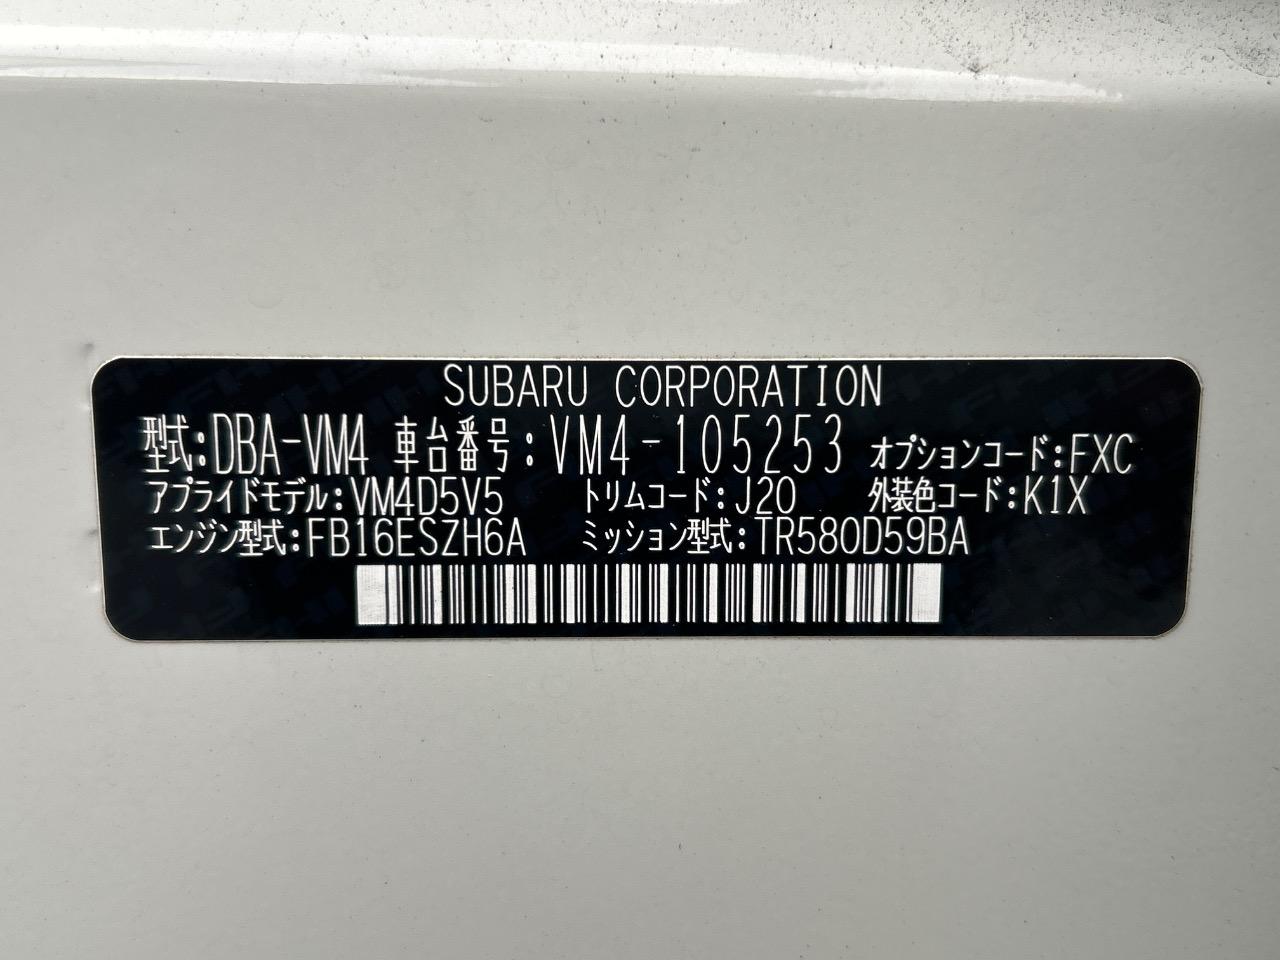 SUBARU CORPORATION
型式:DBA-VM4 車台番号:VM4-105253 オプションコード:FXC
アプライドモデル:VM4D5V5 トリムコード:J20 外装色コード:K1X
エンジン型式:FB16ESZH6A ミッション型式:TR580D59BA